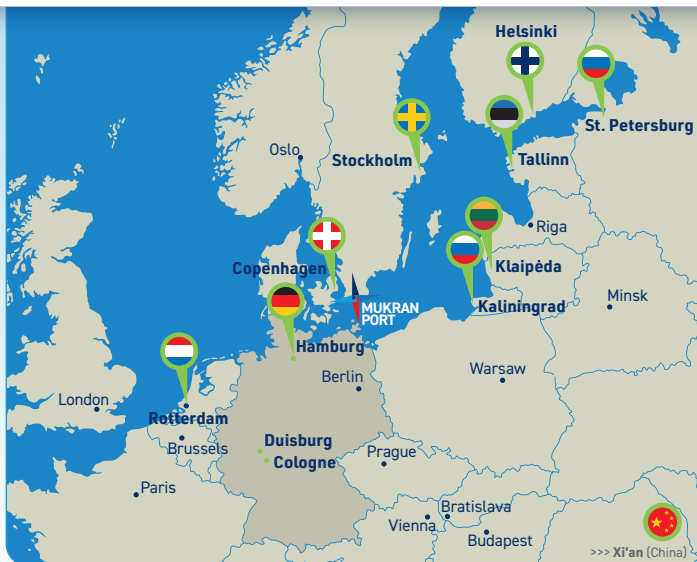 Helsinki
St. Petersburg
Oslo
Stockholm
Tallinn
Riga
Copenhagen
Klaipėda
MUKRAN
PORT
Kaliningrad
Minsk
Hamburg
Berlin
Warsaw
London
Rotterdam
Brussels
Duisburg
Cologne
Prague
Paris
Bratislava
Vienna
Budapest
>>> Xi'an (China)